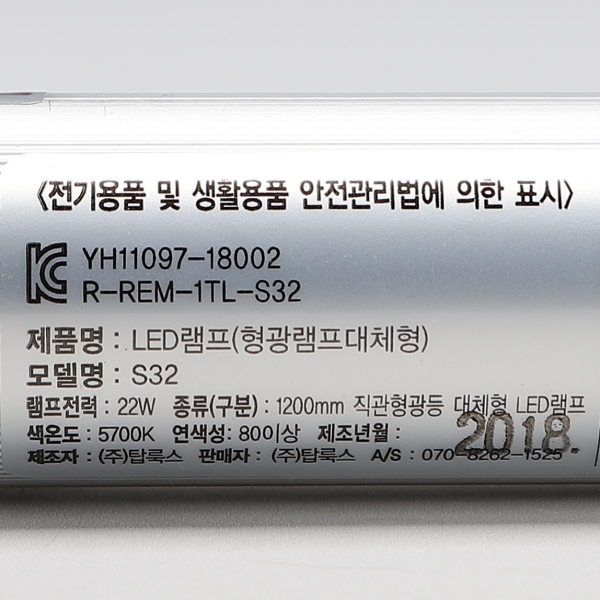 〈전기용품 및 생활용품 안전관리법에 의한 표시〉
YH11097-18002
R-REM-1TL-S32
제품명 : LED램프(형광램프대체형)
모델명 : S32
램프전력 : 22W 종류(구분) : 1200mm 직관형광등 대체형 LED램프
색온도 : 5700K 연색성: 80이상 제조년월 : 2018.
제조자 : (주)탑룩스 판매자 : (주)탑룩스 A/S : 070-8262-1525